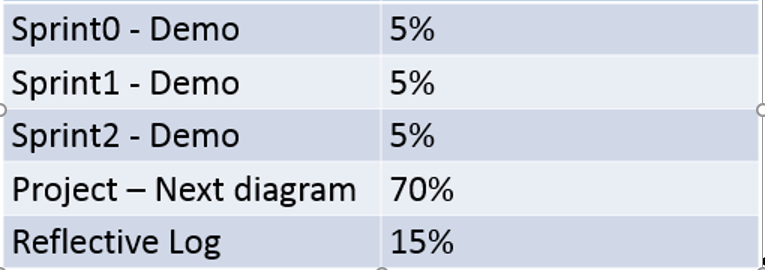 Sprint0 - Demo 5%
Sprint1 - Demo 5%
Sprint2 - Demo 5%
Project – Next diagram 70%
Reflective Log 15%